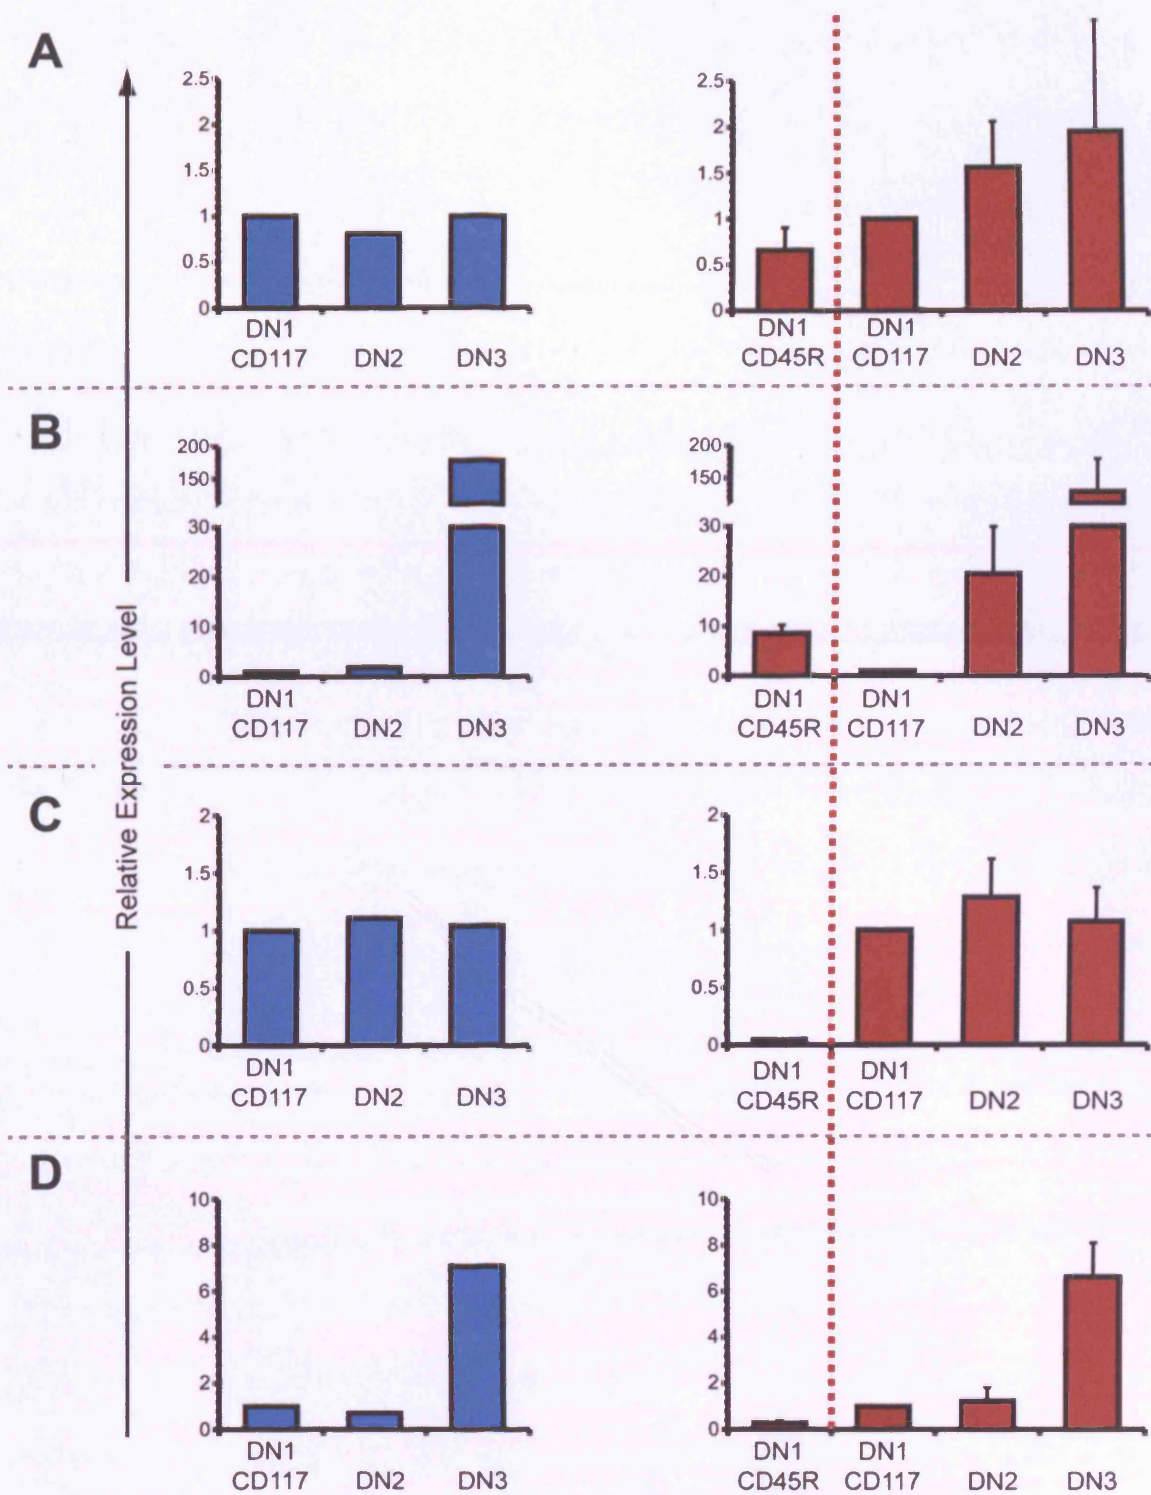 A
2.5
2
1.5
1
0.5
0
DN1
CD117 DN2 DN3
2.5
2
1.5
1
0.5
0
DN1 DN1
CD45R CD117 DN2 DN3
B
200
150
30
20
10
0
DN1
CD117 DN2 DN3
200
150
30
20
10
0
DN1 DN1
CD45R CD117 DN2 DN3
Relative Expression Level
C
2
1.5
1
0.5
0
DN1
CD117 DN2 DN3
2
1.5
1
0.5
0
DN1 DN1
CD45R CD117 DN2 DN3
D
10
8
6
4
2
0
DN1
CD117 DN2 DN3
10
8
6
4
2
0
DN1 DN1
CD45R CD117 DN2 DN3